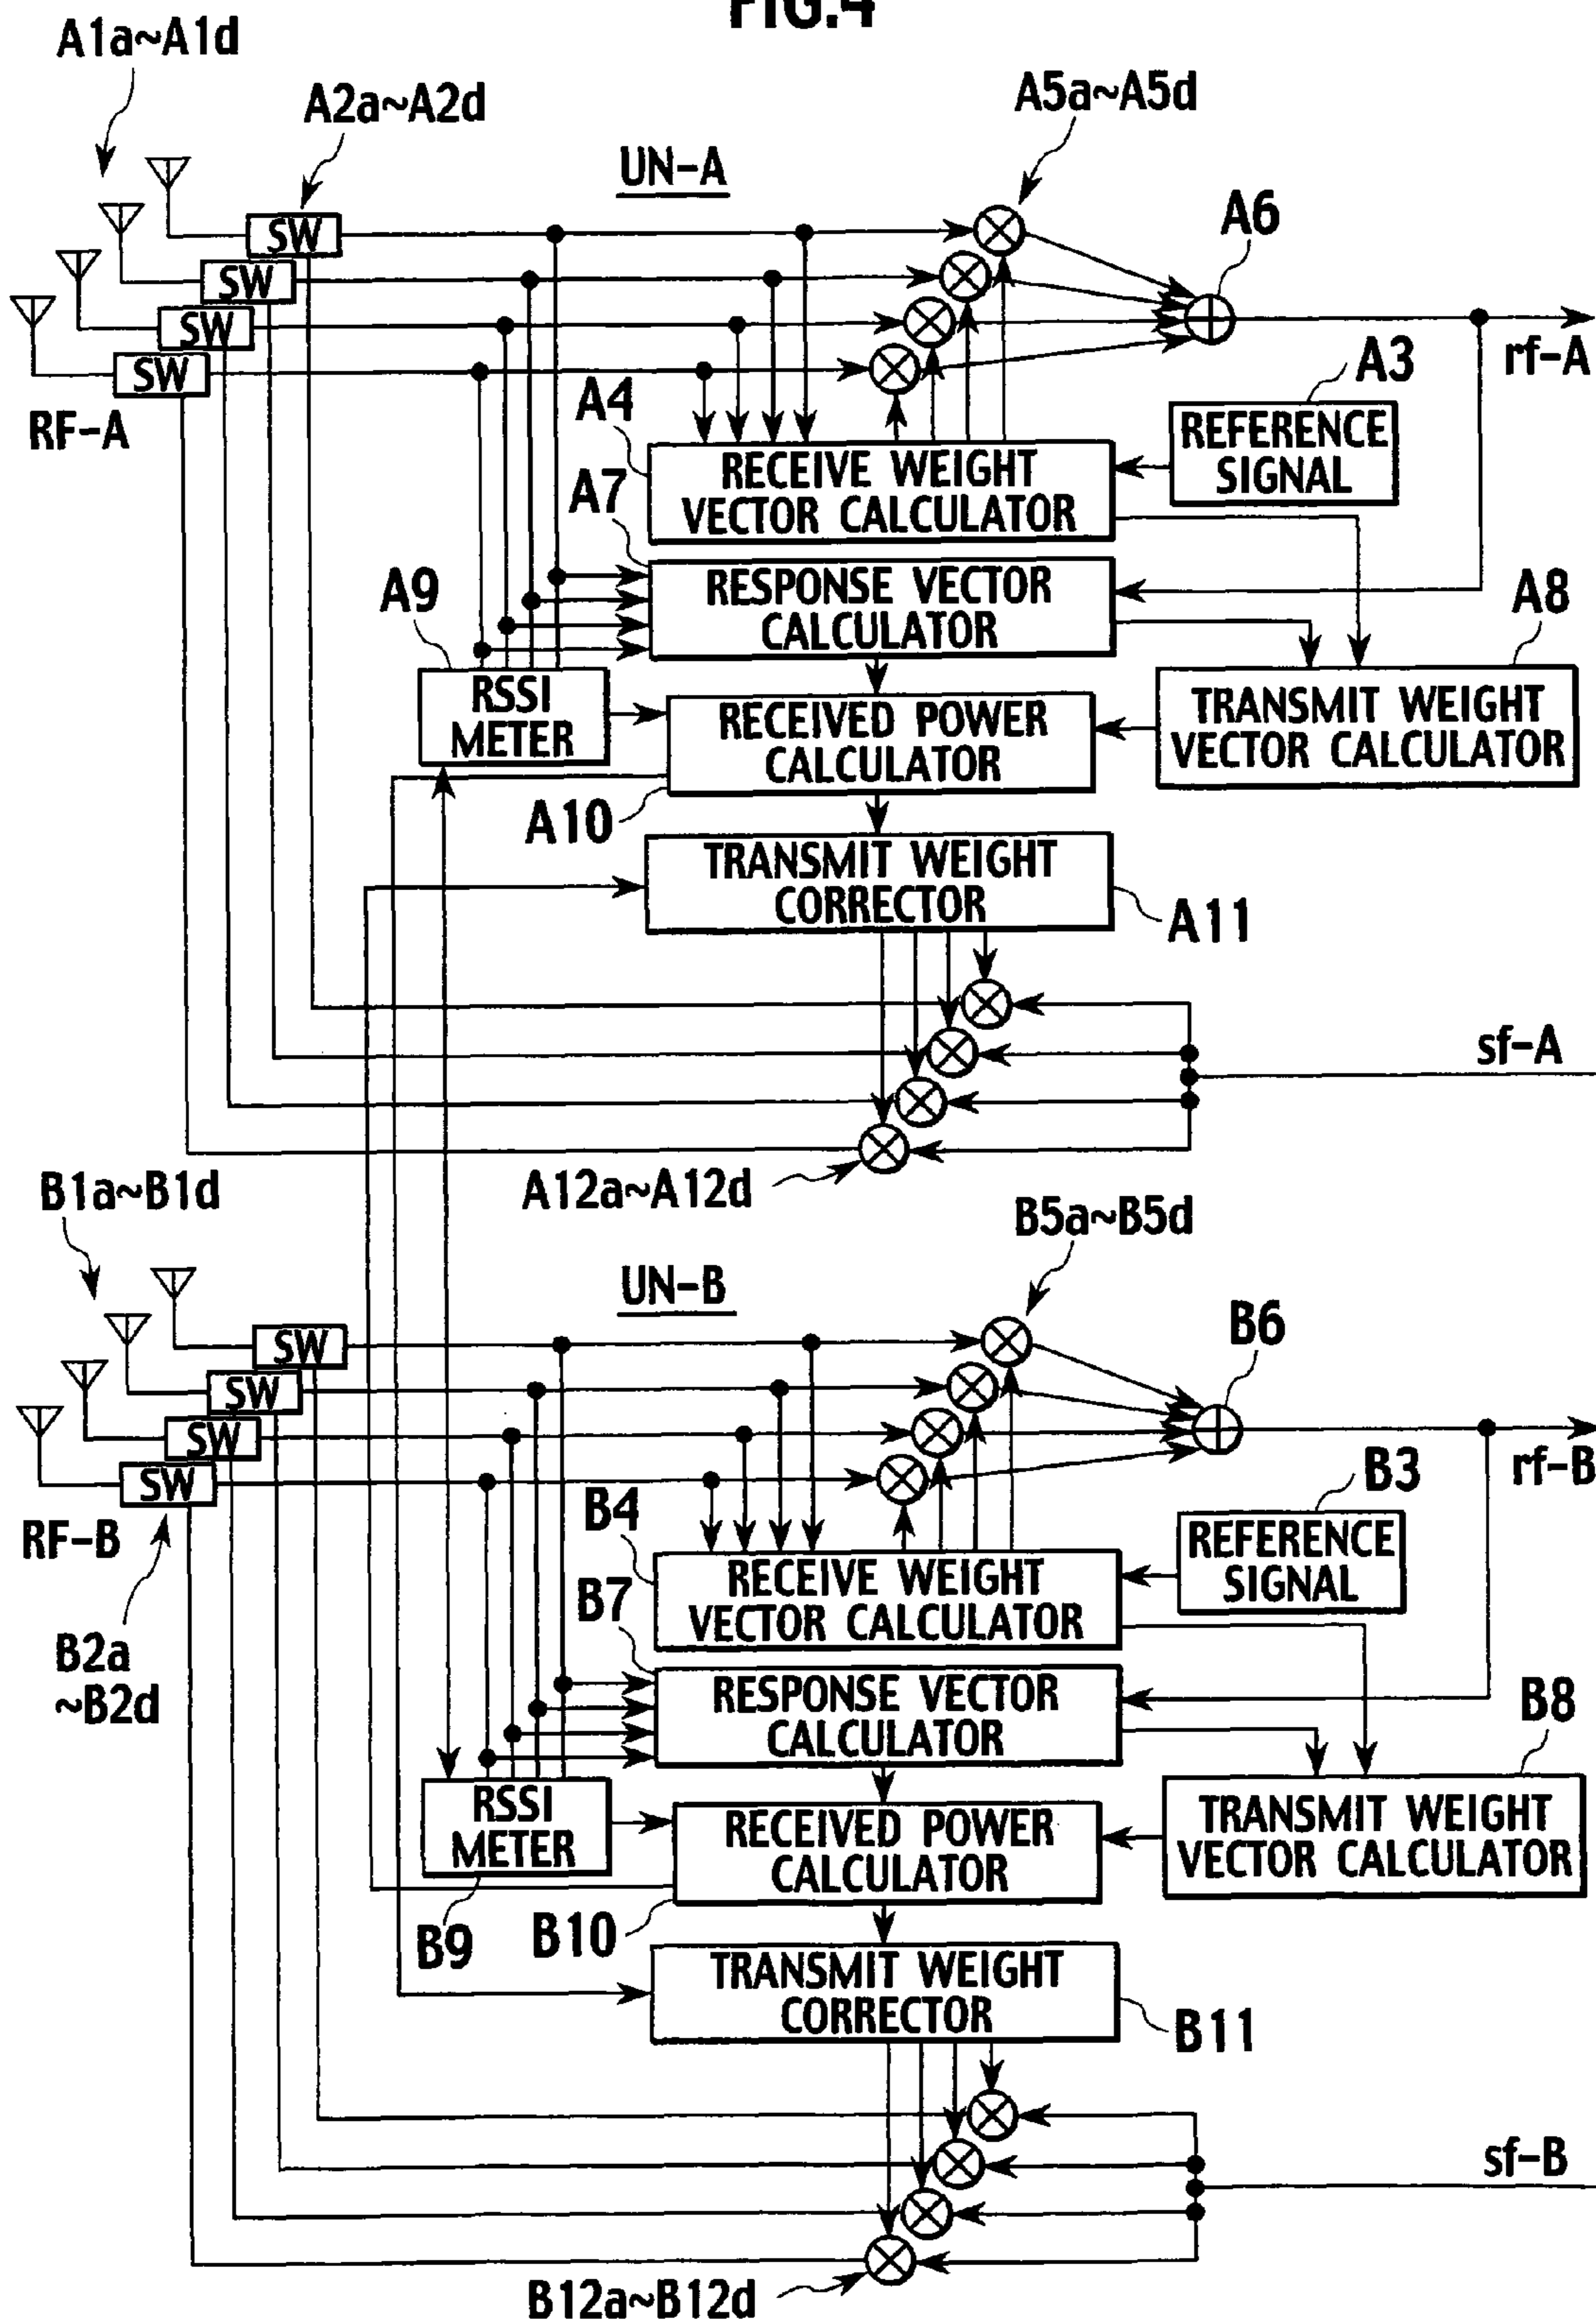 FIG.4
A1a~A1d
A2a~A2d
A5a~A5d
UN-A
A6
SW
SW
SW
SW
rf-A
RF-A
A3
A4
REFERENCE
SIGNAL
RECEIVE WEIGHT
VECTOR CALCULATOR
A7
RESPONSE VECTOR
CALCULATOR
A9
A8
RSSI
METER
RECEIVED POWER
CALCULATOR
TRANSMIT WEIGHT
VECTOR CALCULATOR
A10
TRANSMIT WEIGHT
CORRECTOR
A11
sf-A
A12a~A12d
B1a~B1d
B5a~B5d
UN-B
B6
SW
SW
SW
SW
rf-B
RF-B
B3
B4
REFERENCE
SIGNAL
RECEIVE WEIGHT
VECTOR CALCULATOR
B7
B2a
~B2d
RESPONSE VECTOR
CALCULATOR
B8
RSSI
METER
RECEIVED POWER
CALCULATOR
TRANSMIT WEIGHT
VECTOR CALCULATOR
B9
B10
TRANSMIT WEIGHT
CORRECTOR
B11
sf-B
B12a~B12d